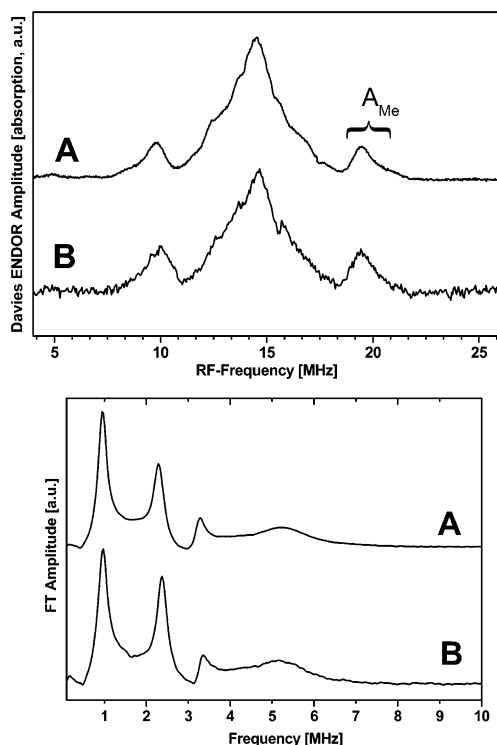 Davies ENDOR Amplitude [absorption, a.u.]
A_Me
A
B
5 10 15 20 25
RF-Frequency [MHz]
FT Amplitude [a.u.]
A
B
1 2 3 4 5 6 7 8 9 10
Frequency [MHz]